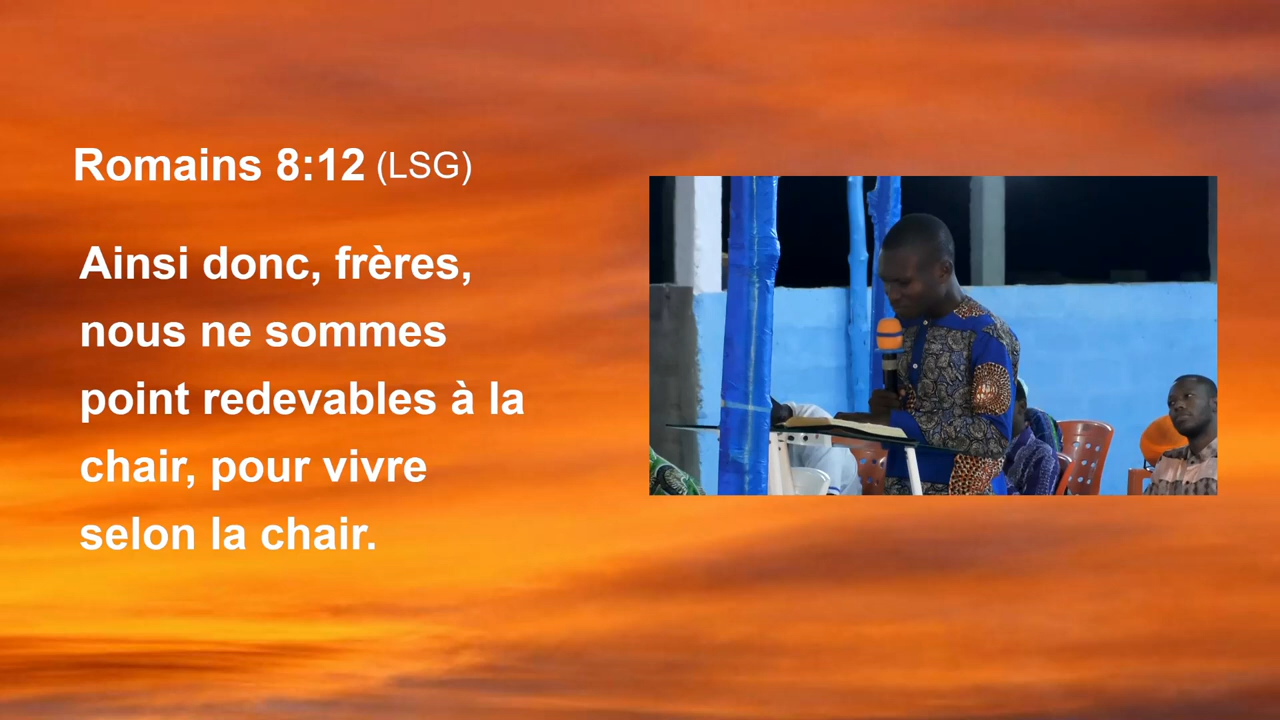 Romains 8:12 (LSG)
Ainsi donc, frères,
nous ne sommes
point redevables à la
chair, pour vivre
selon la chair.